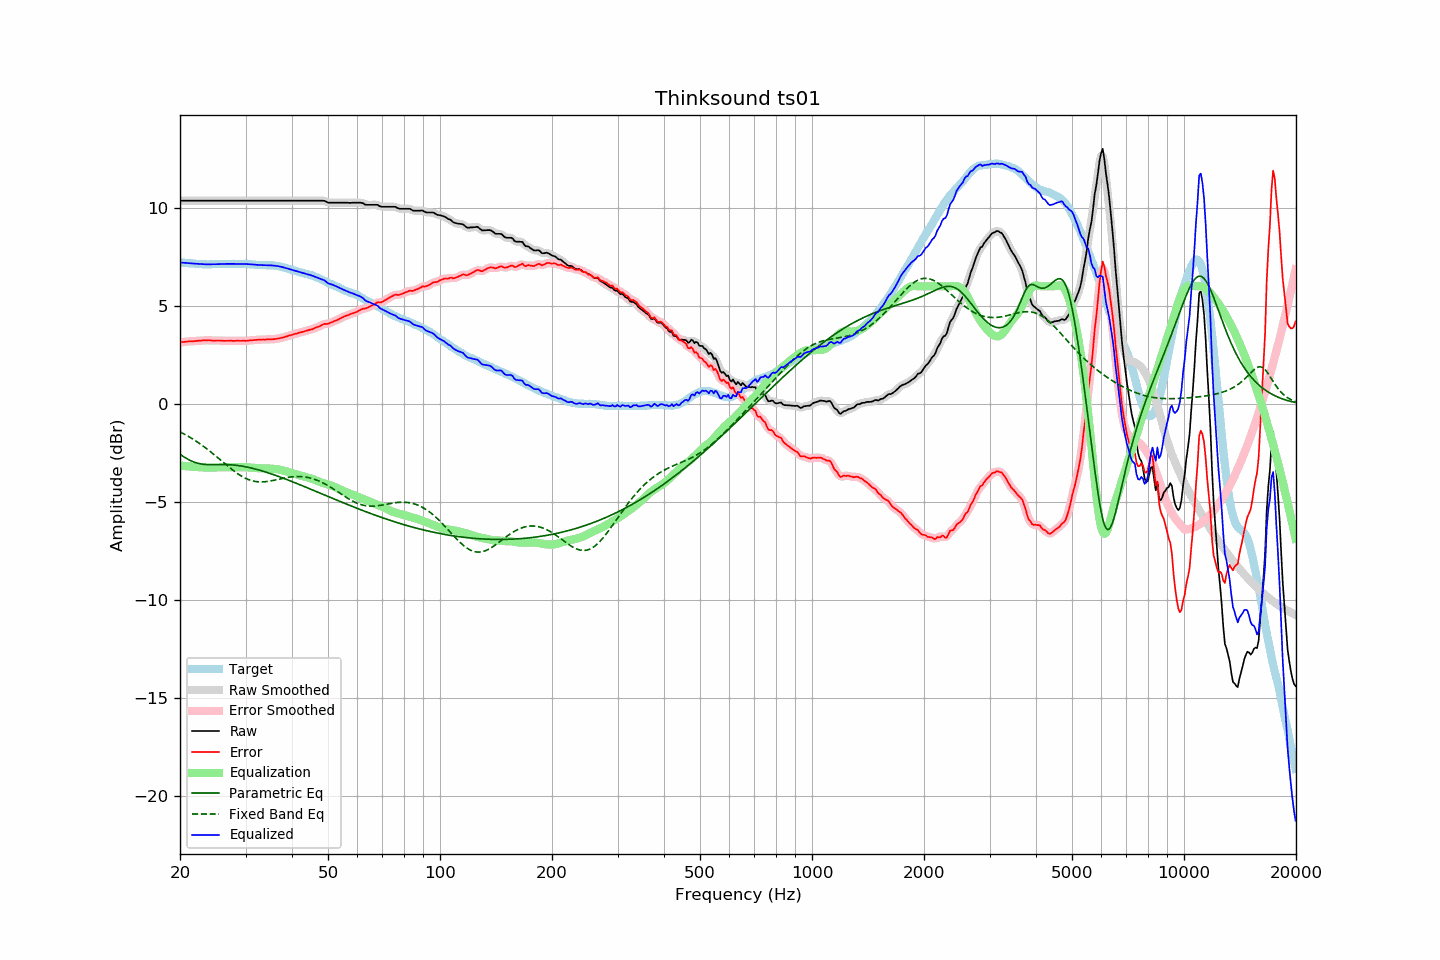 Thinksound ts01
Amplitude (dBr)
10
5
0
−5
−10
−15
−20
Target
Raw Smoothed
Error Smoothed
Raw
Error
Equalization
Parametric Eq
Fixed Band Eq
Equalized
20 50 100 200 500 1000 2000 5000 10000 20000
Frequency (Hz)